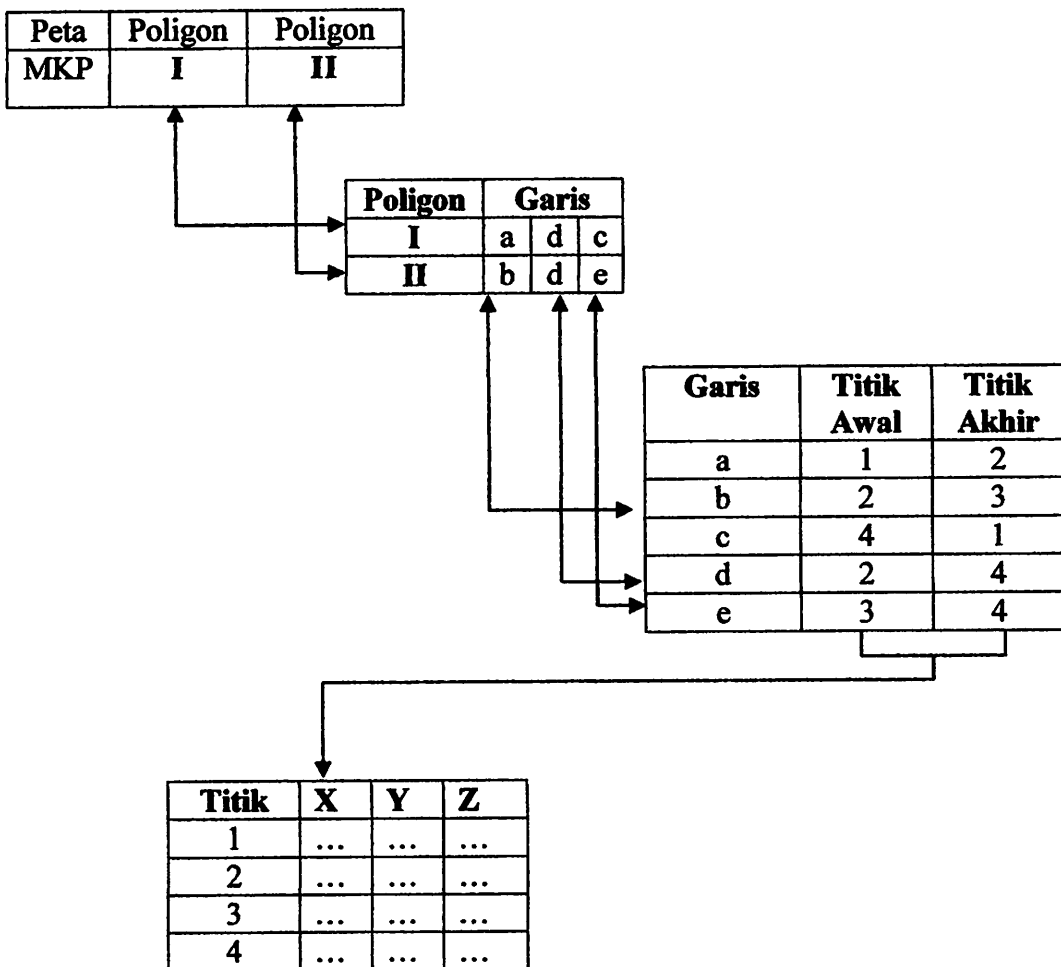 Peta Poligon Poligon
MKP I II
Poligon Garis
I a d c
II b d e
Garis Titik Awal Titik Akhir
a 1 2
b 2 3
c 4 1
d 2 4
e 3 4
Titik X Y Z
1 ... ... ...
2 ... ... ...
3 ... ... ...
4 ... ... ...